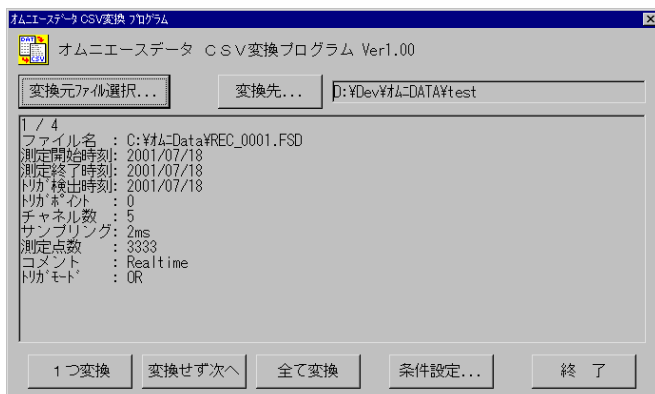 ｵﾑﾆｴｰｽﾃﾞｰﾀ CSV変換 ﾌﾟﾛｸﾞﾗﾑ
DAT
CSV
オムニエースデータ ＣＳＶ変換プログラム Ver1.00
変換元ﾌｧｲﾙ選択... 変換先... D:¥Dev¥ｵﾑﾆDATA¥test
1 / 4
ファイル名 : C:¥ｵﾑﾆData¥REC_0001.FSD
測定開始時刻: 2001/07/18
測定終了時刻: 2001/07/18
ﾄﾘｶﾞ検出時刻: 2001/07/18
ﾄﾘｶﾞﾎﾟｲﾝﾄ : 0
チャネル数 : 5
サンプリング: 2ms
測定点数 : 3333
コメント : Realtime
ﾄﾘｶﾞﾓｰﾄﾞ : OR
１つ変換 変換せず次へ 全て変換 条件設定... 終 了